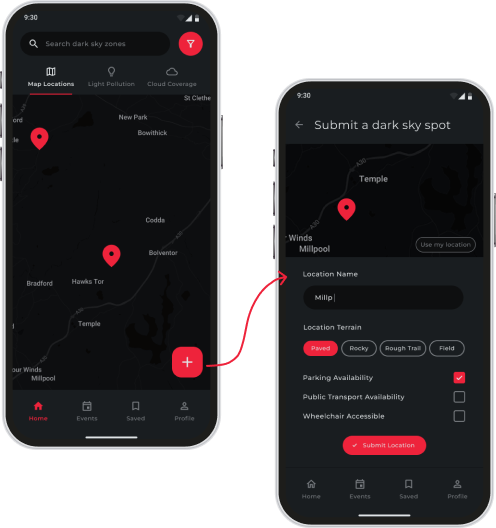 9:30
Search dark sky zones
Map Locations
Light Pollution
Cloud Coverage
St Clethe
New Park
ord
Bowithick
le
Codda
Bolventor
Bradford
Hawks Tor
Temple
our Winds
Millpool
Home
Events
Saved
Profile
9:30
Submit a dark sky spot
A30
Temple
Winds
Millpool
Use my location
Location Name
Millp
Location Terrain
Paved
Rocky
Rough Trail
Field
Parking Availability
Public Transport Availability
Wheelchair Accessible
Submit Location
Home
Events
Saved
Profile